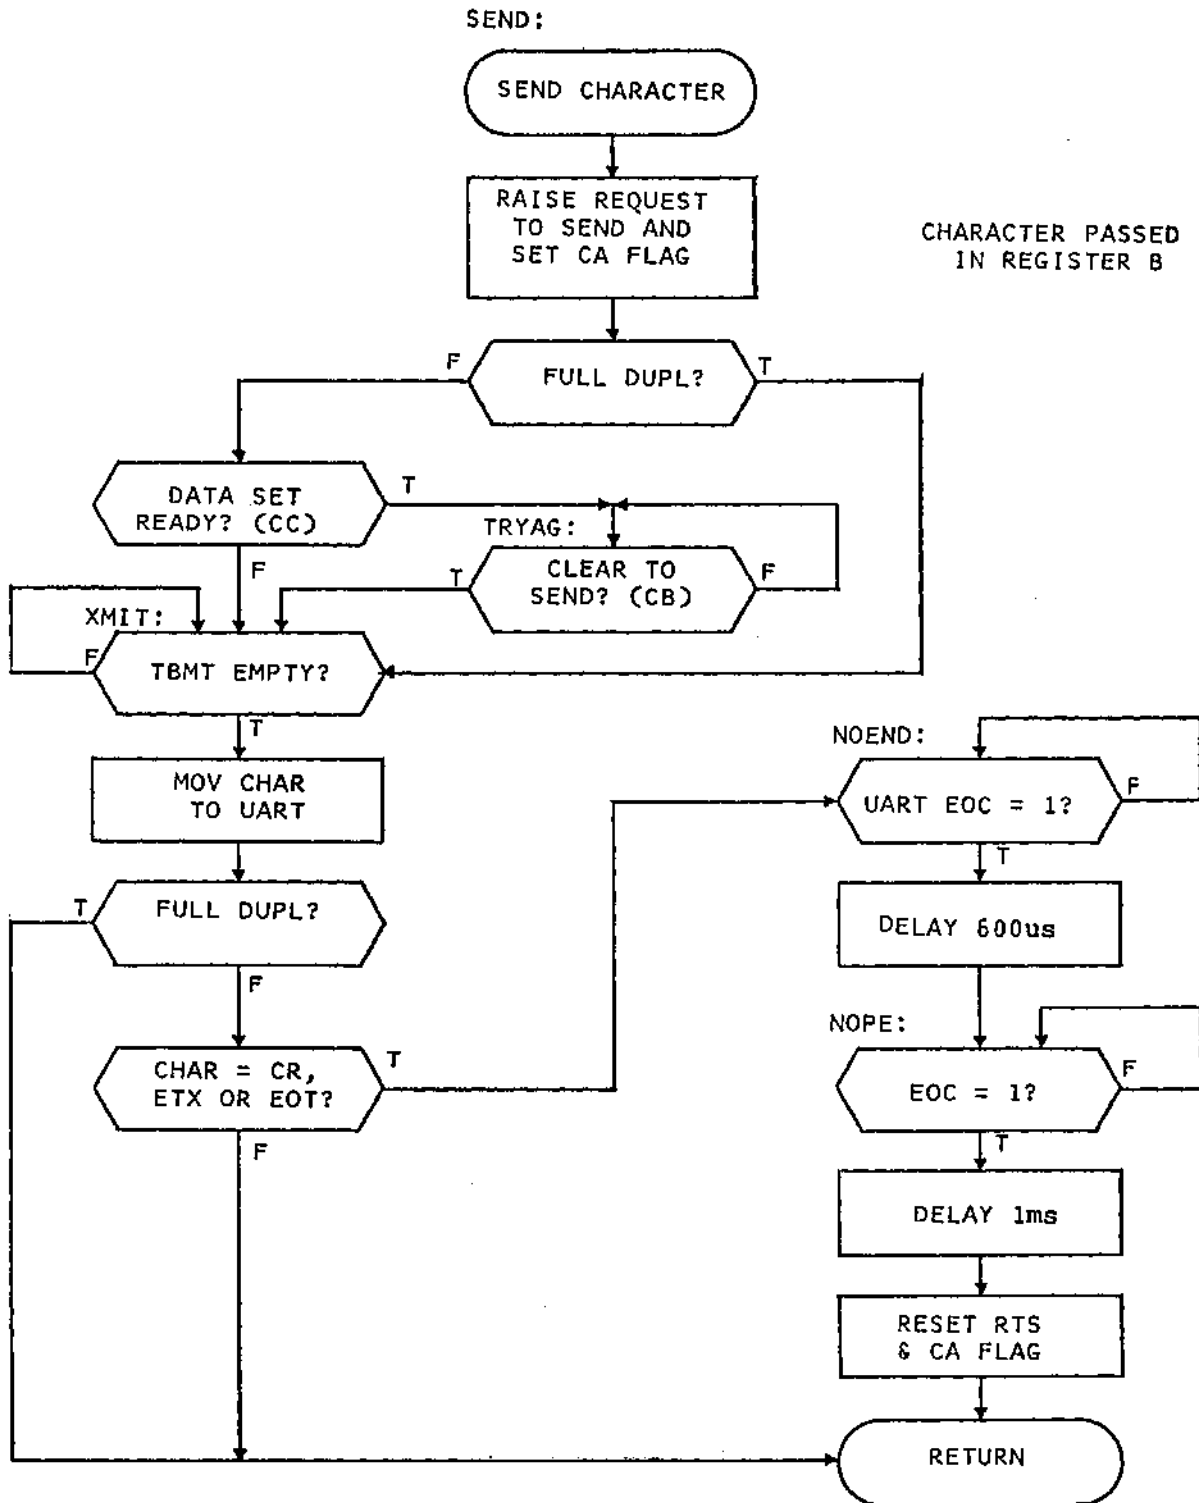 SEND:
SEND CHARACTER
RAISE REQUEST
TO SEND AND
SET CA FLAG
CHARACTER PASSED
IN REGISTER B
F
FULL DUPL?
T
DATA SET
READY? (CC)
T
F
TRYAG:
CLEAR TO
SEND? (CB)
T
F
XMIT:
F
TBMT EMPTY?
T
MOV CHAR
TO UART
T
FULL DUPL?
F
CHAR = CR,
ETX OR EOT?
T
F
NOEND:
UART EOC = 1?
F
T
DELAY 600us
NOPE:
EOC = 1?
F
T
DELAY 1ms
RESET RTS
& CA FLAG
RETURN